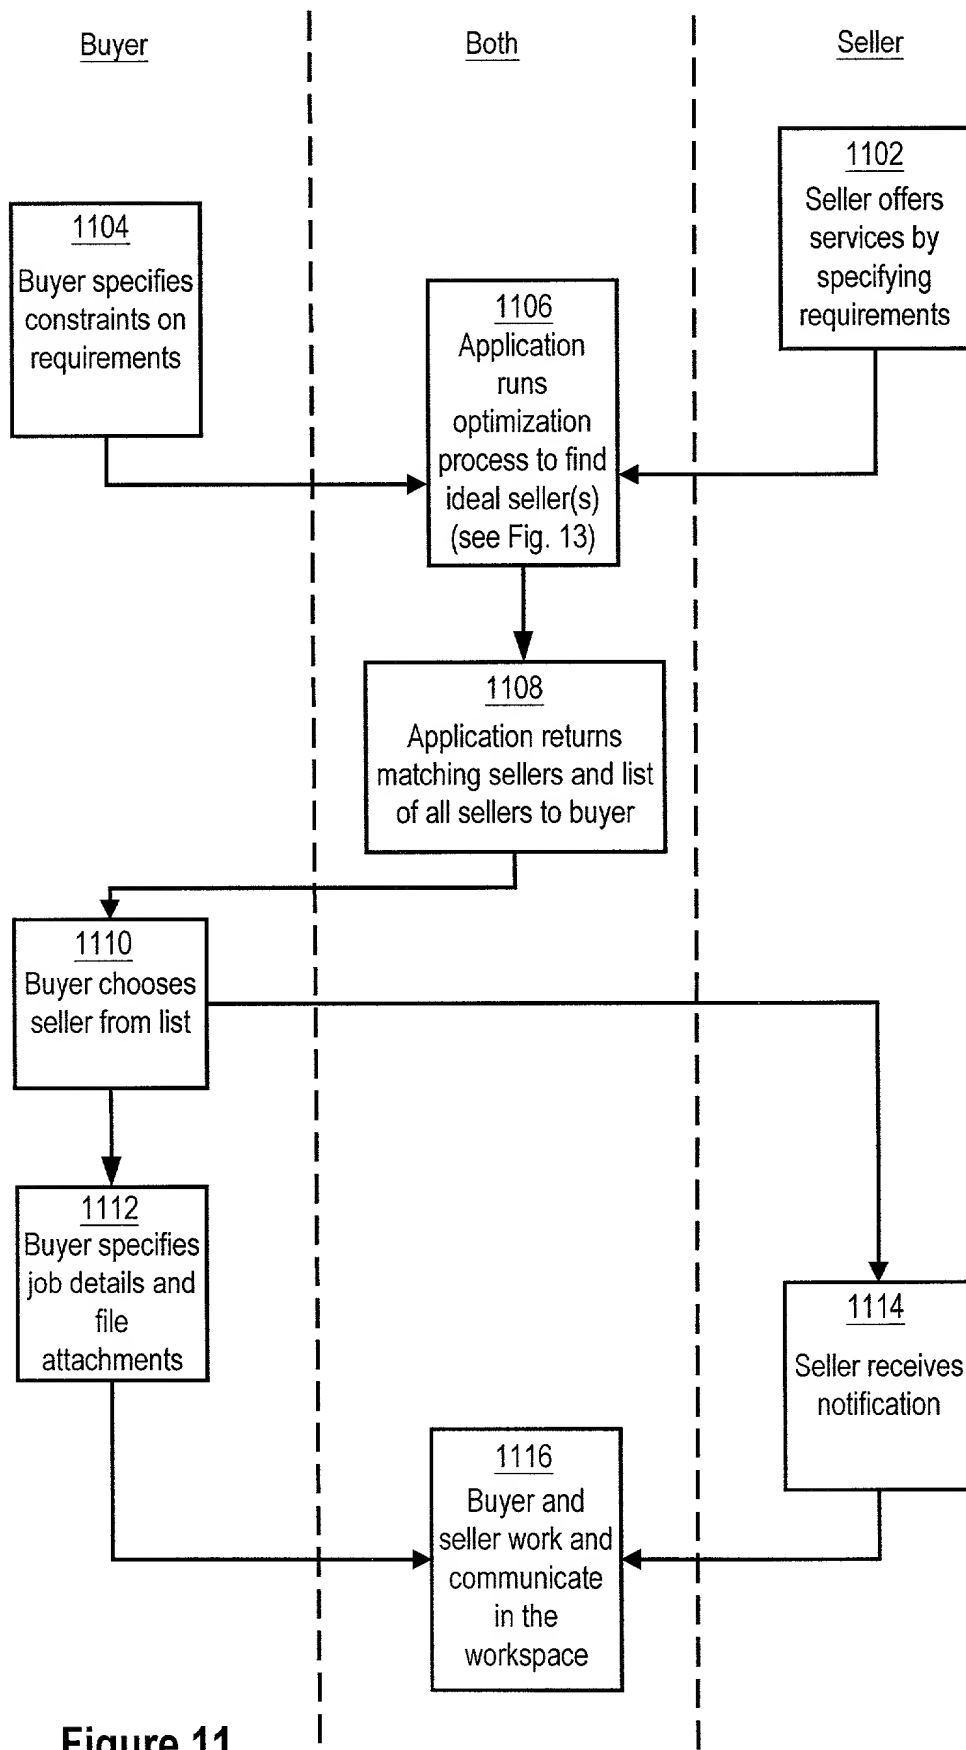 Buyer
Both
Seller
1102
Seller offers
services by
specifying
requirements
1104
Buyer specifies
constraints on
requirements
1106
Application
runs
optimization
process to find
ideal seller(s)
(see Fig. 13)
1108
Application returns
matching sellers and list
of all sellers to buyer
1110
Buyer chooses
seller from list
1112
Buyer specifies
job details and
file
attachments
1114
Seller receives
notification
1116
Buyer and
seller work and
communicate
in the
workspace
Figure 11